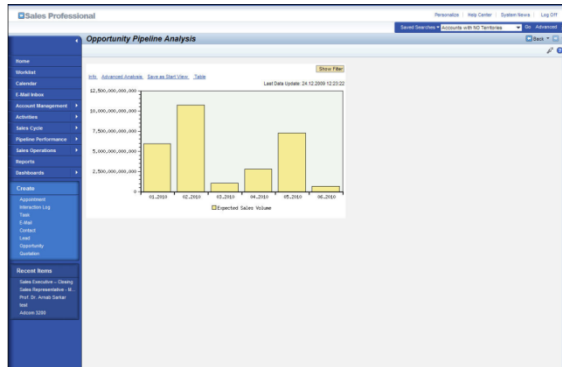 Sales Professional
Personalize Help Center System News Log Off
Saved Searches Accounts with NO Territories Go Advanced
Opportunity Pipeline Analysis Back
Home
Worklist
Calendar
E-Mail Inbox
Account Management
Activities
Sales Cycle
Pipeline Performance
Sales Operations
Reports
Dashboards
Create
Appointment
Interaction Log
Task
E-Mail
Contact
Lead
Opportunity
Quotation
Recent Items
Sales Executive – Closing
Sales Representative - M...
Prof. Dr. Arnab Sarkar
test
Adcom 3200
Show Filter
Info Advanced Analysis Save as Start View Table
Last Data Update: 24.12.2009 12:23:22
12,500,000,000,000
10,000,000,000,000
7,500,000,000,000
5,000,000,000,000
2,500,000,000,000
0
01.2010 02.2010 03.2010 04.2010 05.2010 06.2010
Expected Sales Volume